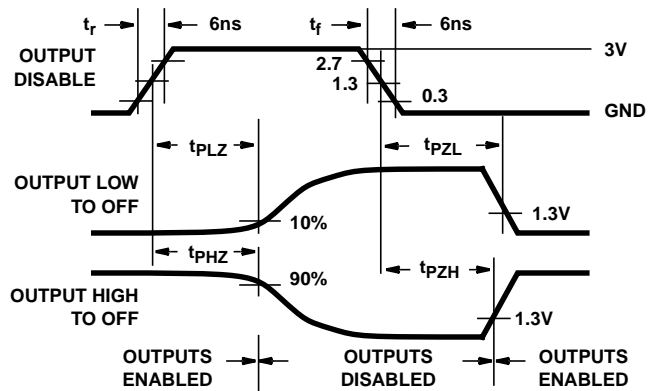 tr 6ns tf 6ns
OUTPUT
DISABLE
3V
2.7
1.3
0.3
GND
tPLZ tPZL
OUTPUT LOW
TO OFF
10%
1.3V
tPHZ tPZH
OUTPUT HIGH
TO OFF
90%
1.3V
OUTPUTS
ENABLED
OUTPUTS
DISABLED
OUTPUTS
ENABLED